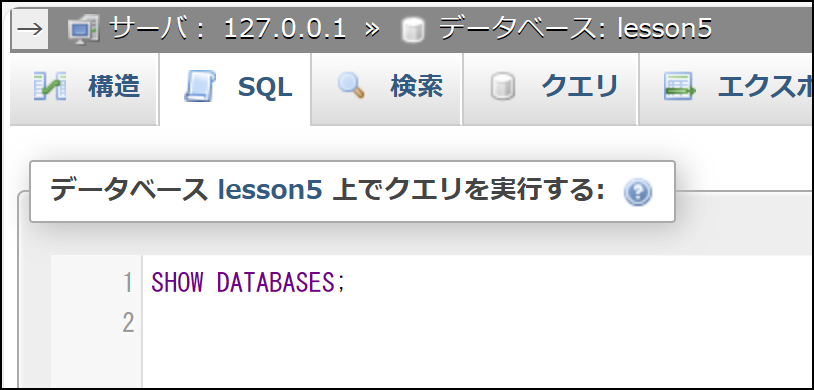 → サーバ: 127.0.0.1 » データベース: lesson5
構造 SQL 検索 クエリ エクスポ
データベース lesson5 上でクエリを実行する:
1 SHOW DATABASES;
2